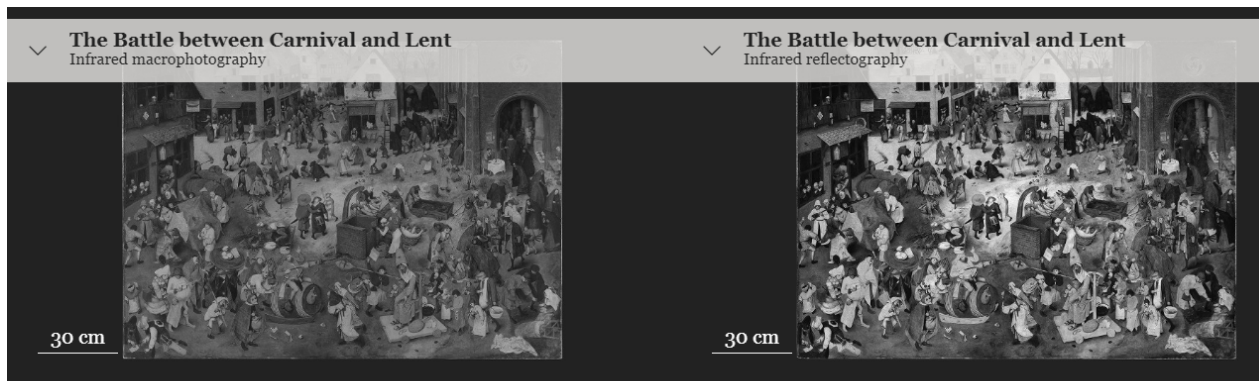 The Battle between Carnival and Lent
Infrared macrophotography
30 cm
The Battle between Carnival and Lent
Infrared reflectography
30 cm